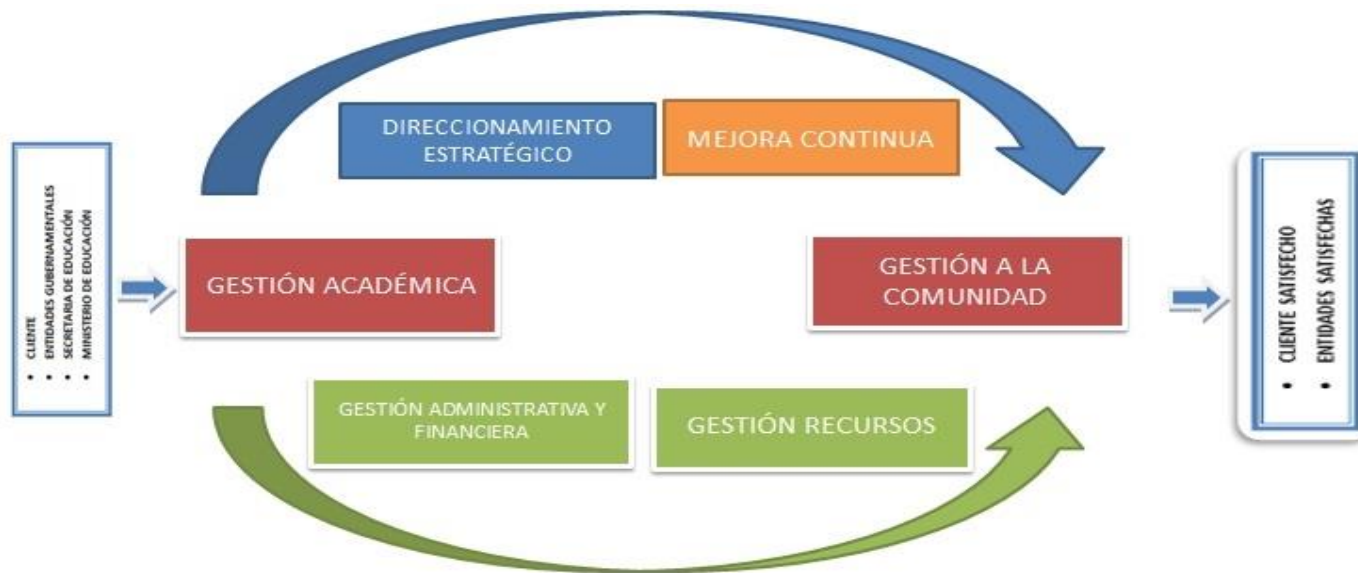 DIRECCIONAMIENTO
ESTRATÉGICO
MEJORA CONTINUA
• CLIENTE
• ENTIDADES GUBERNAMENTALES
• SECRETARIA DE EDUCACIÓN
• MINISTERIO DE EDUCACIÓN
GESTIÓN ACADÉMICA
GESTIÓN A LA
COMUNIDAD
• CLIENTE SATISFECHO
• ENTIDADES SATISFECHAS
GESTIÓN ADMINISTRATIVA Y
FINANCIERA
GESTIÓN RECURSOS